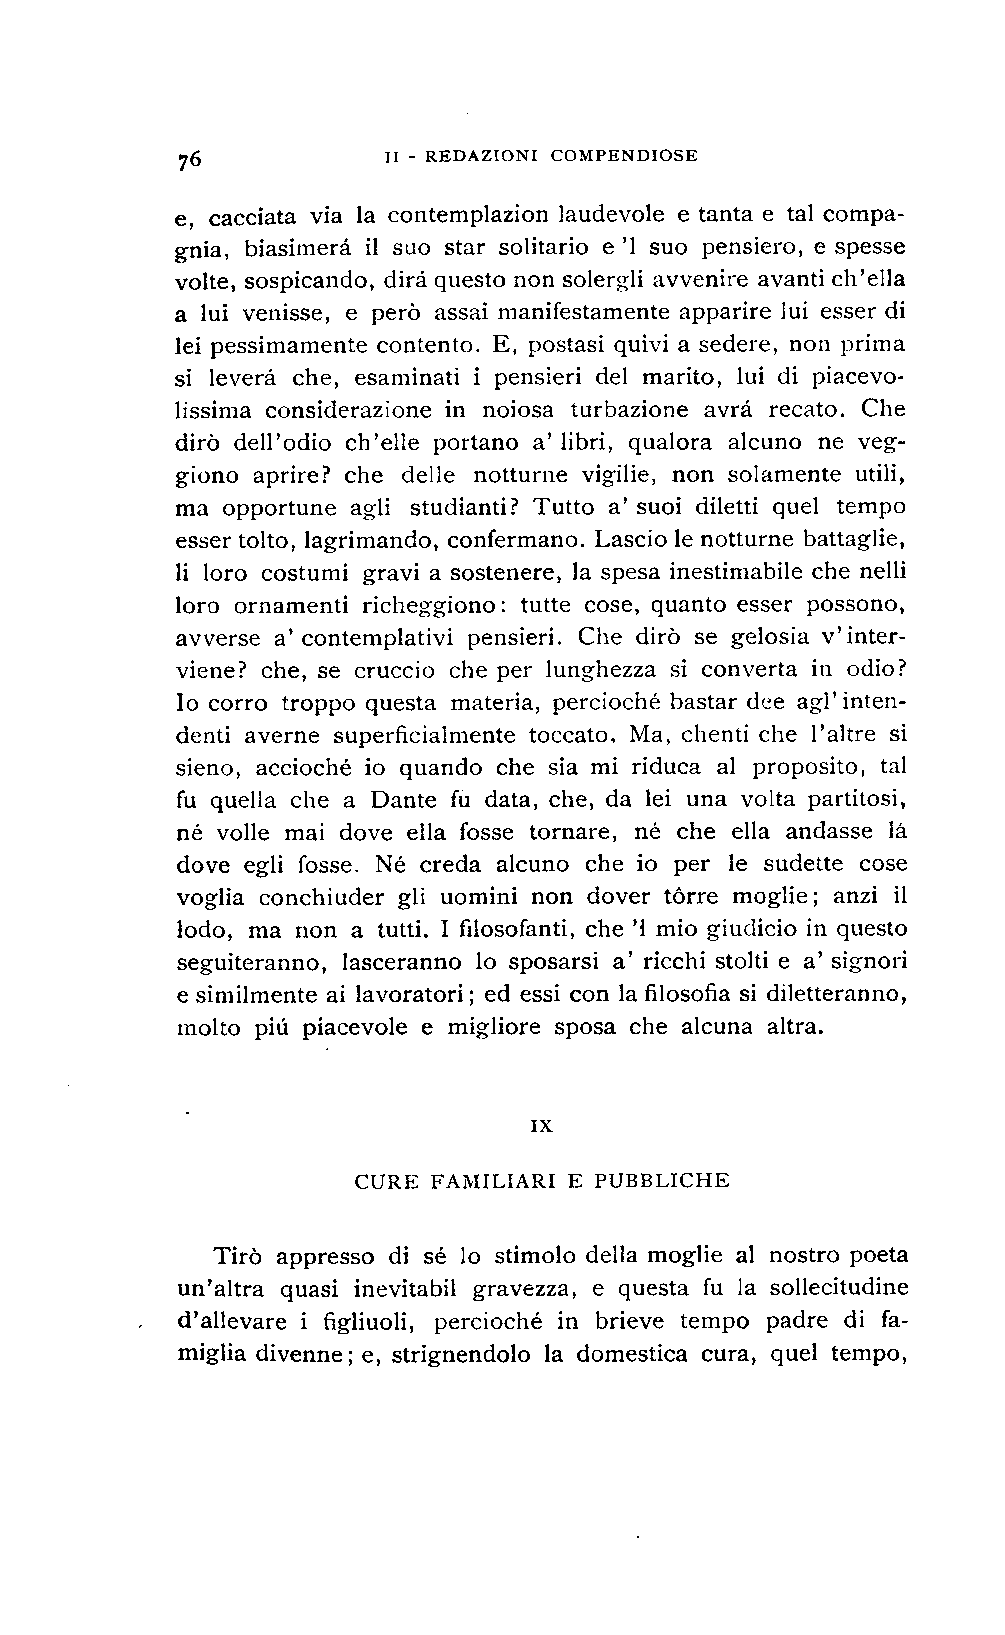 76
II - REDAZIONI COMPENDIOSE
e, cacciata via la contemplazion laudevole e tanta e tal compa-
gnia, biasimerá il suo star solitario e 'l suo pensiero, e spesse
volte, sospicando, dirá questo non solergli avvenire avanti ch'ella
a lui venisse, e però assai manifestamente apparire lui esser di
lei pessimamente contento. E, postasi quivi a sedere, non prima
si leverá che, esaminati i pensieri del marito, lui di piacevo-
lissima considerazione in noiosa turbazione avrá recato. Che
dirò dell'odio ch'elle portano a' libri, qualora alcuno ne veg-
giono aprire? che delle notturne vigilie, non solamente utili,
ma opportune agli studianti? Tutto a' suoi diletti quel tempo
esser tolto, lagrimando, confermano. Lascio le notturne battaglie,
li loro costumi gravi a sostenere, la spesa inestimabile che nelli
loro ornamenti richeggiono: tutte cose, quanto esser possono,
avverse a' contemplativi pensieri. Che dirò se gelosia v'inter-
viene? che, se cruccio che per lunghezza si converta in odio?
Io corro troppo questa materia, percioché bastar dee agl'inten-
denti averne superficialmente toccato. Ma, chenti che l'altre si
sieno, accioché io quando che sia mi riduca al proposito, tal
fu quella che a Dante fu data, che, da lei una volta partitosi,
né volle mai dove ella fosse tornare, né che ella andasse lá
dove egli fosse. Né creda alcuno che io per le sudette cose
voglia conchiuder gli uomini non dover tôrre moglie; anzi il
lodo, ma non a tutti. I filosofanti, che 'l mio giudicio in questo
seguiteranno, lasceranno lo sposarsi a' ricchi stolti e a' signori
e similmente ai lavoratori; ed essi con la filosofia si diletteranno,
molto piú piacevole e migliore sposa che alcuna altra.
IX
CURE FAMILIARI E PUBBLICHE
Tirò appresso di sé lo stimolo della moglie al nostro poeta
un'altra quasi inevitabil gravezza, e questa fu la sollecitudine
d'allevare i figliuoli, percioché in brieve tempo padre di fa-
miglia divenne; e, strignendolo la domestica cura, quel tempo,